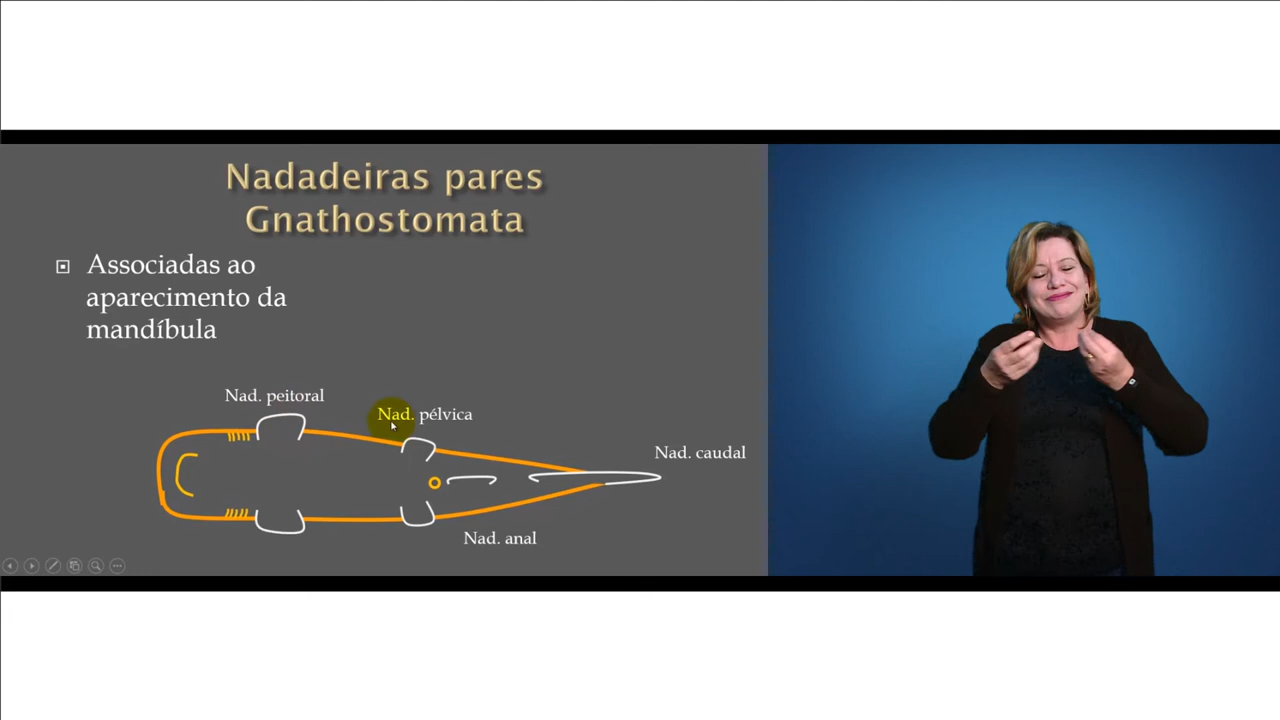 Nadadeiras pares
Gnathostomata
Associadas ao
aparecimento da
mandíbula
Nad. peitoral
Nad. pélvica
Nad. caudal
Nad. anal